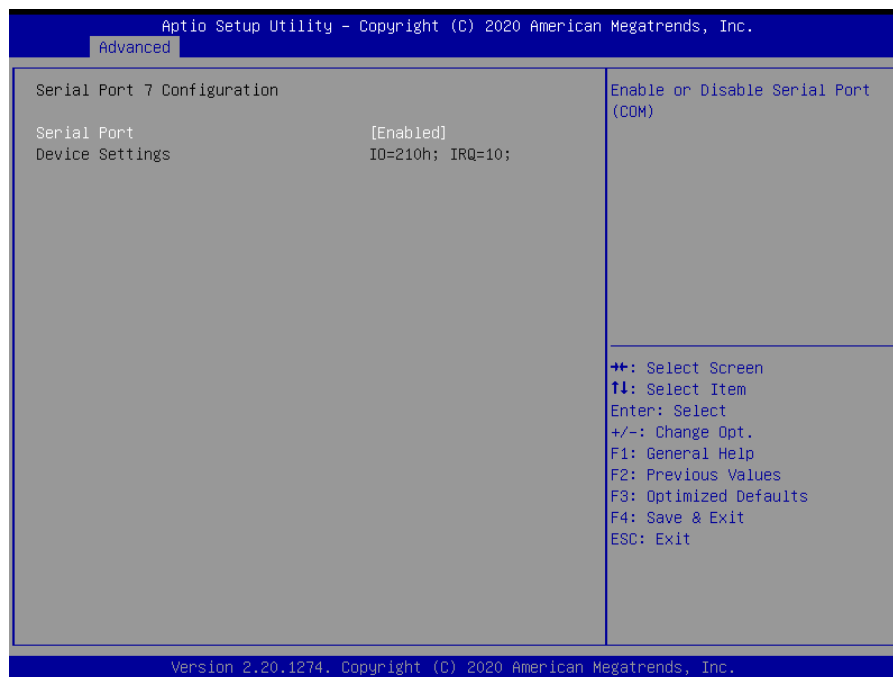 Aptio Setup Utility – Copyright (C) 2020 American Megatrends, Inc.
Advanced
Serial Port 7 Configuration
Serial Port [Enabled]
Device Settings IO=210h; IRQ=10;
Enable or Disable Serial Port
(COM)
→←: Select Screen
↑↓: Select Item
Enter: Select
+/-: Change Opt.
F1: General Help
F2: Previous Values
F3: Optimized Defaults
F4: Save & Exit
ESC: Exit
Version 2.20.1274. Copyright (C) 2020 American Megatrends, Inc.